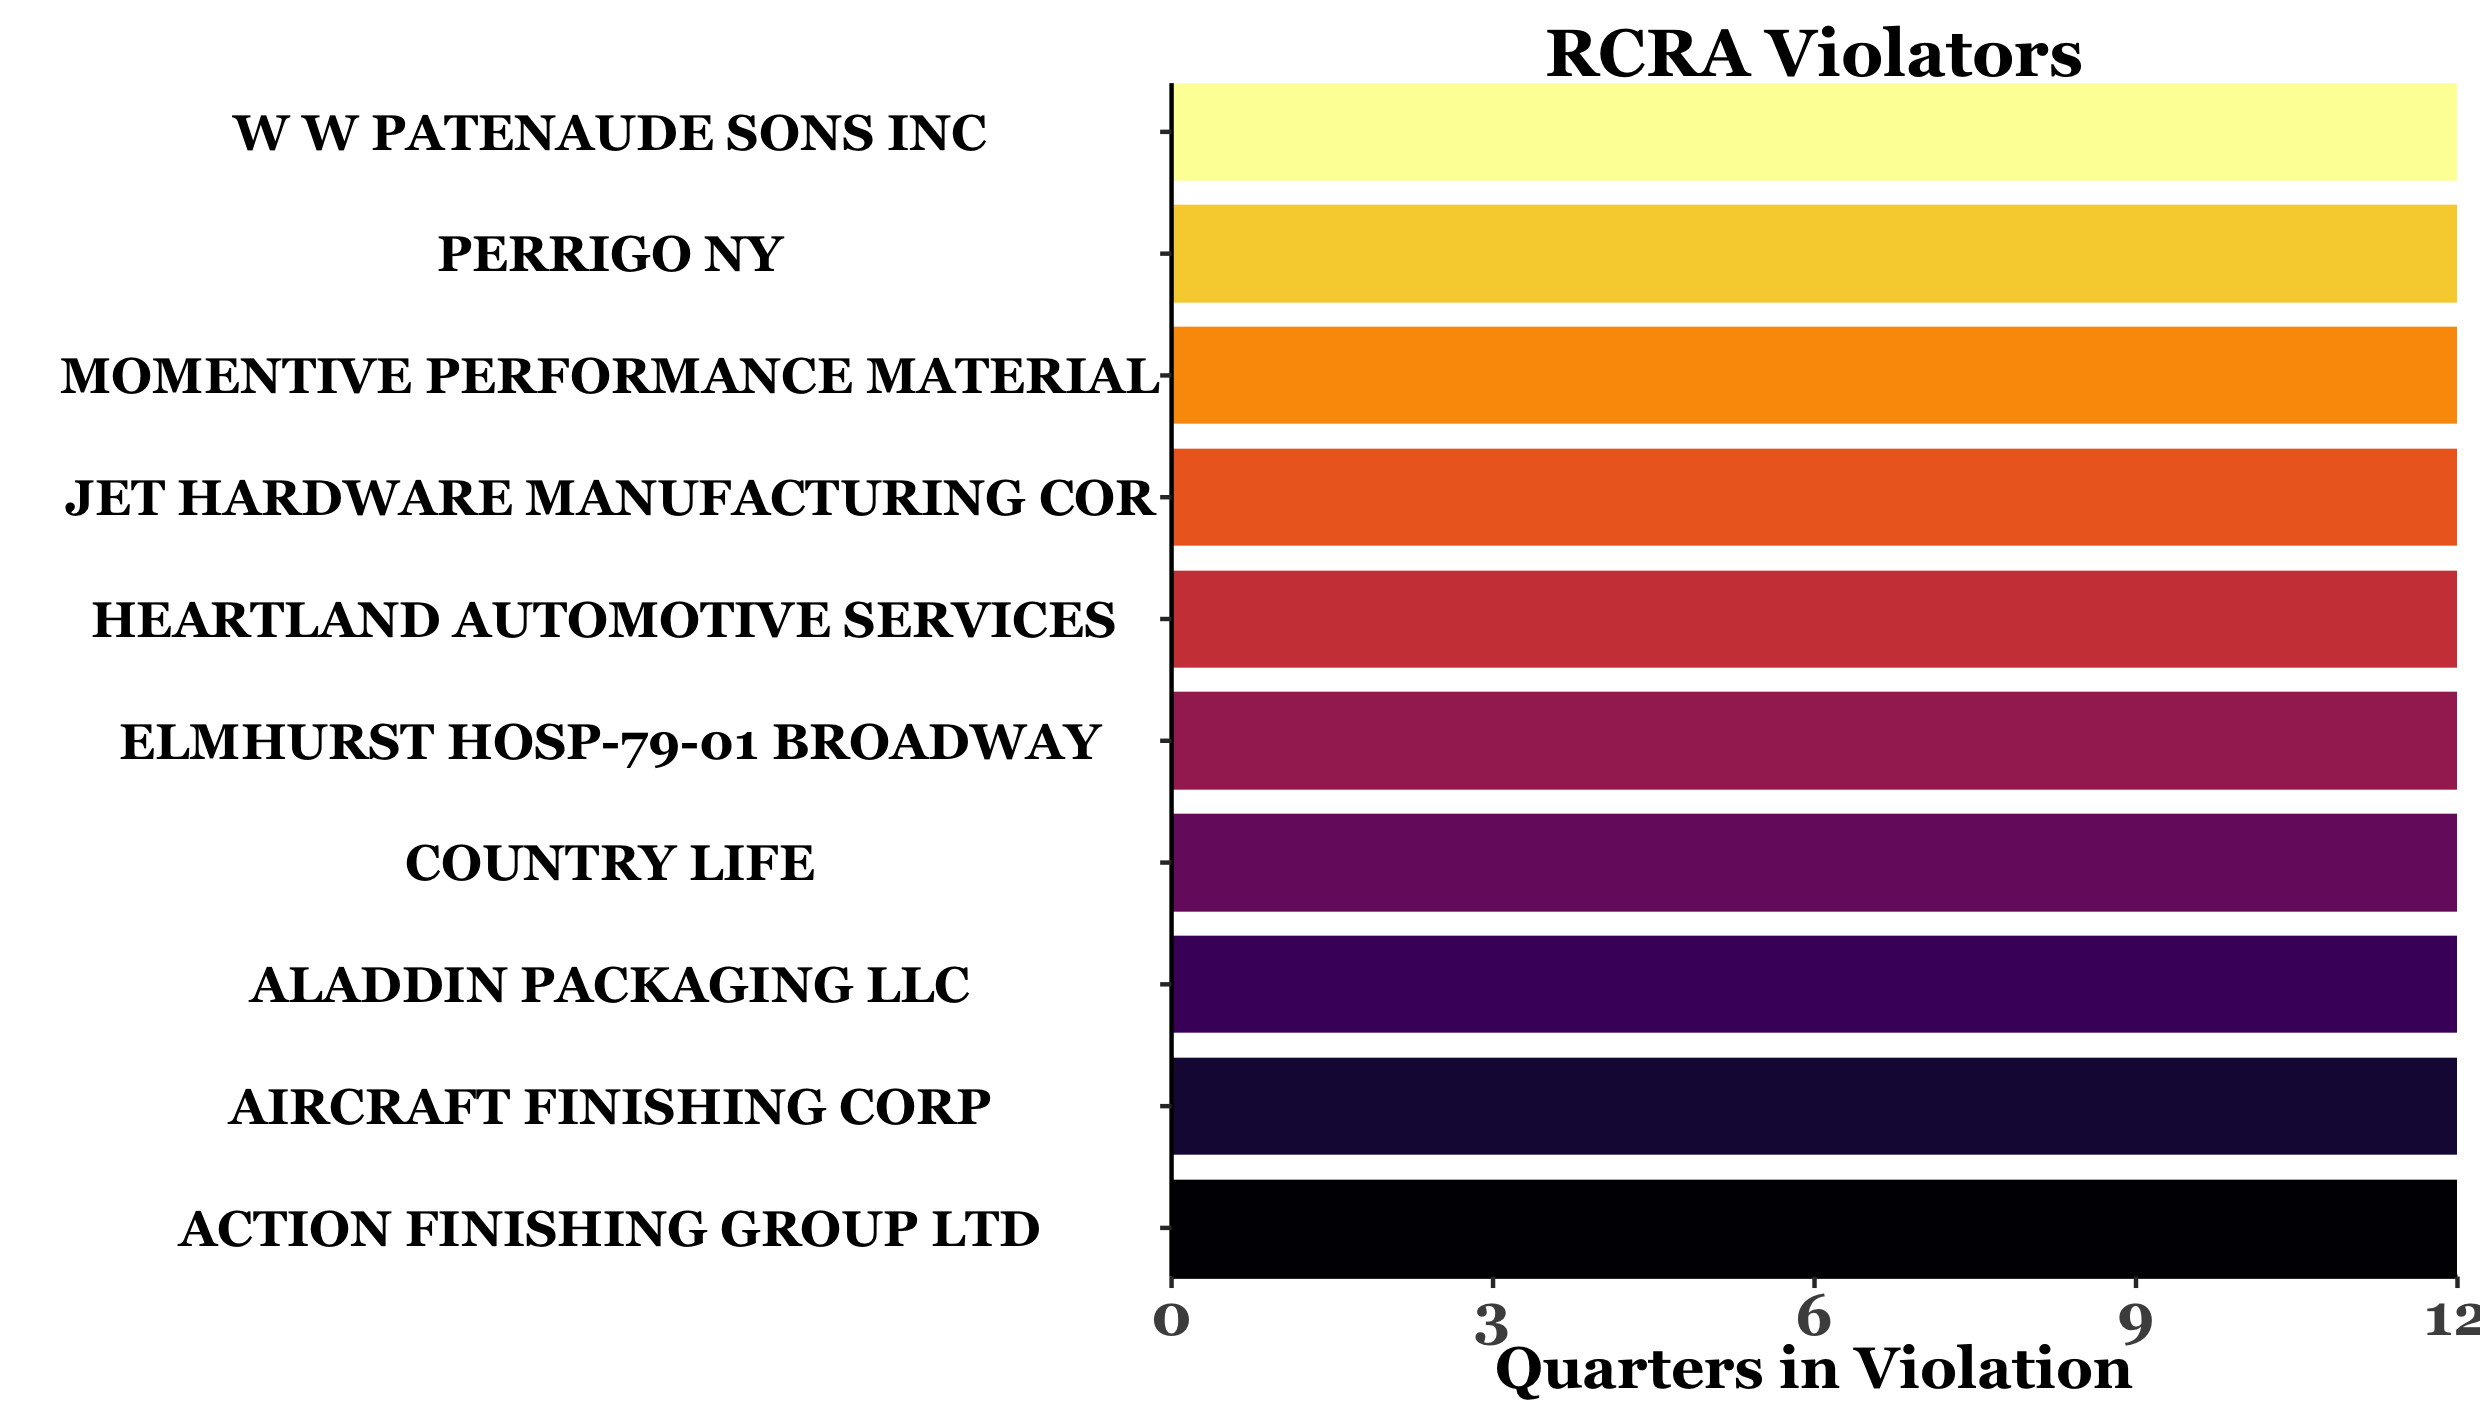 RCRA Violators
W W PATENAUDE SONS INC
PERRIGO NY
MOMENTIVE PERFORMANCE MATERIAL
JET HARDWARE MANUFACTURING COR
HEARTLAND AUTOMOTIVE SERVICES
ELMHURST HOSP-79-01 BROADWAY
COUNTRY LIFE
ALADDIN PACKAGING LLC
AIRCRAFT FINISHING CORP
ACTION FINISHING GROUP LTD
0 3 6 9 12
Quarters in Violation